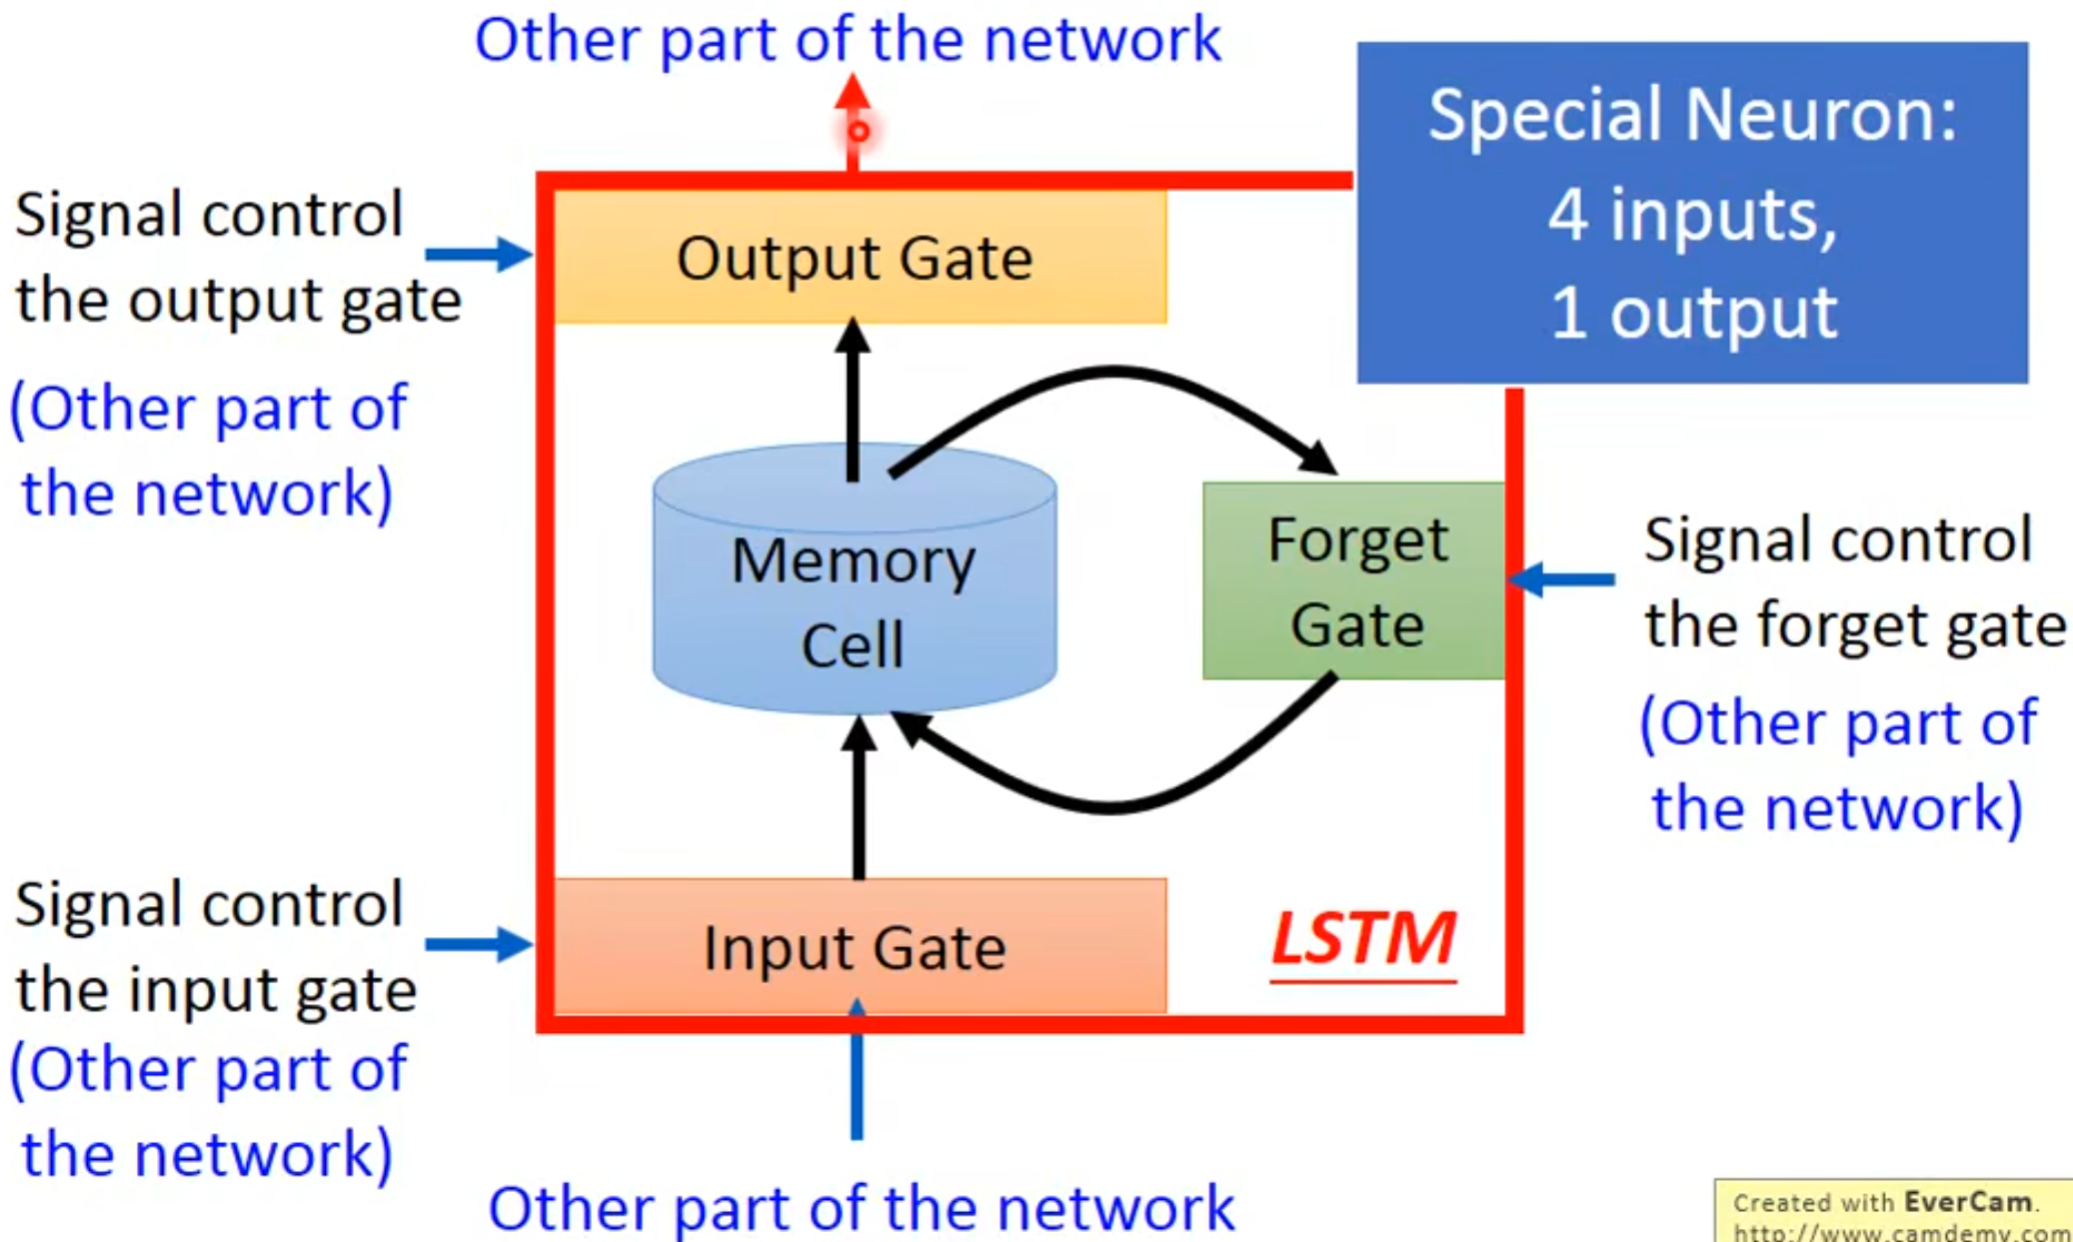 Other part of the network
Special Neuron:
4 inputs,
1 output
Signal control
the output gate
(Other part of
the network)
Output Gate
Memory
Cell
Forget
Gate
Signal control
the forget gate
(Other part of
the network)
Signal control
the input gate
(Other part of
the network)
Input Gate
LSTM
Other part of the network
Created with EverCam.
http://www.camdemy.com